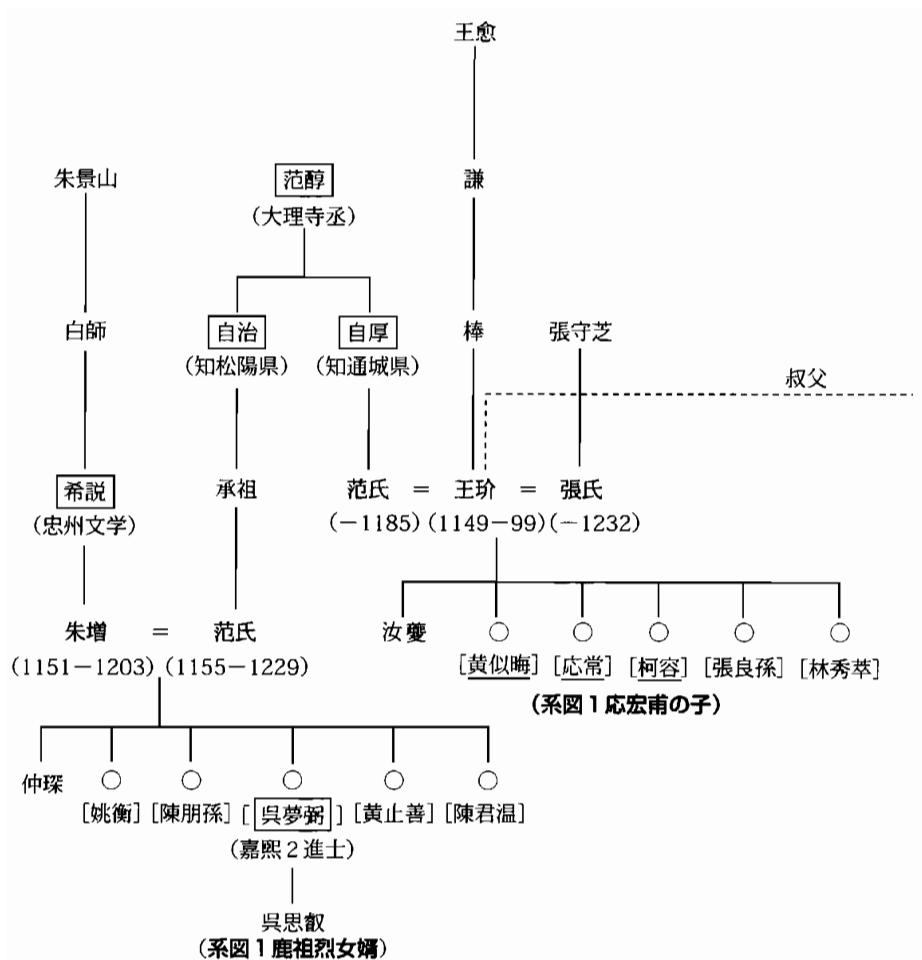 王愈
朱景山
范醇
謙
（大理寺丞）
白師
自治
自厚
棒
張守芝
（知松陽県）
（知通城県）
叔父
希説
承祖
范氏 ＝ 王玠 ＝ 張氏
（忠州文学）
（－1185）（1149－99）（－1232）
朱増 ＝ 范氏
汝夔
○ ○ ○ ○ ○
（1151－1203）（1155－1229）
[黄似晦] [応常] [柯容] [張良孫] [林秀萃]
（系図１応宏甫の子）
仲琛
○ ○ ○ ○ ○
[姚衡] [陳朋孫] [呉夢弼] [黄止善] [陳君温]
（嘉熙２進士）
呉思叡
（系図１鹿祖烈女婿）